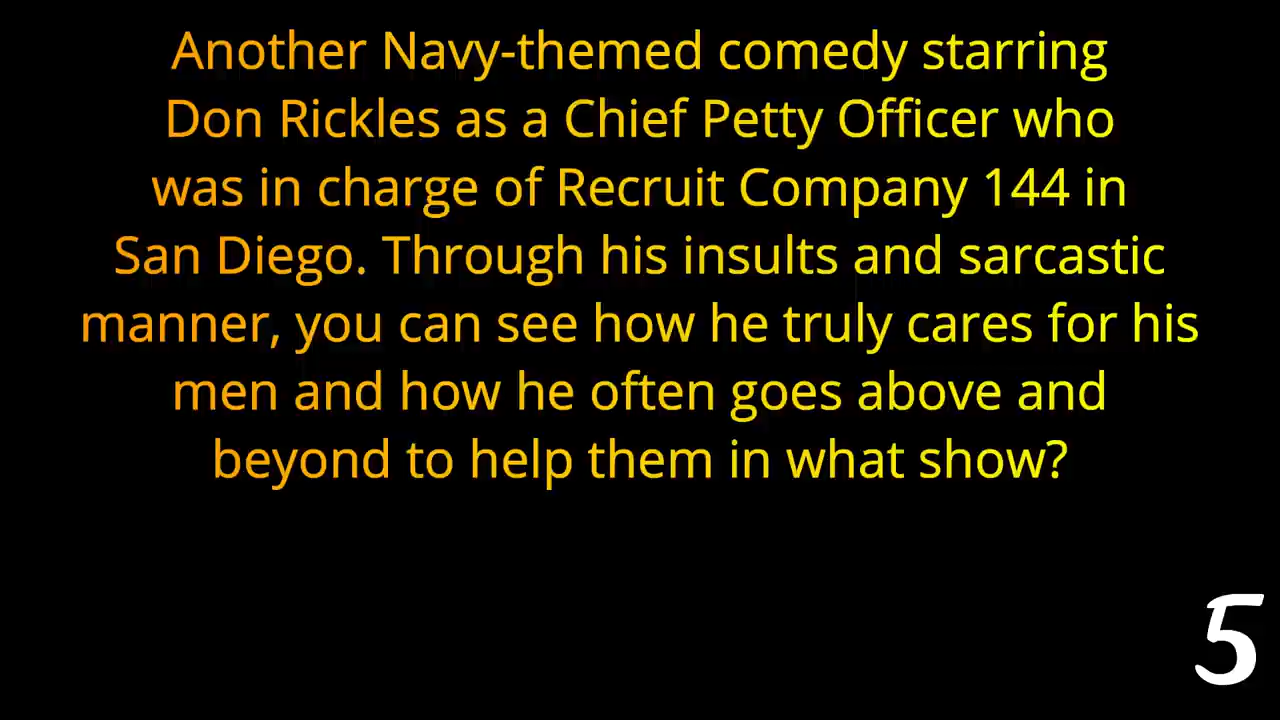 Another Navy-themed comedy starring
Don Rickles as a Chief Petty Officer who
was in charge of Recruit Company 144 in
San Diego. Through his insults and sarcastic
manner, you can see how he truly cares for his
men and how he often goes above and
beyond to help them in what show?
5